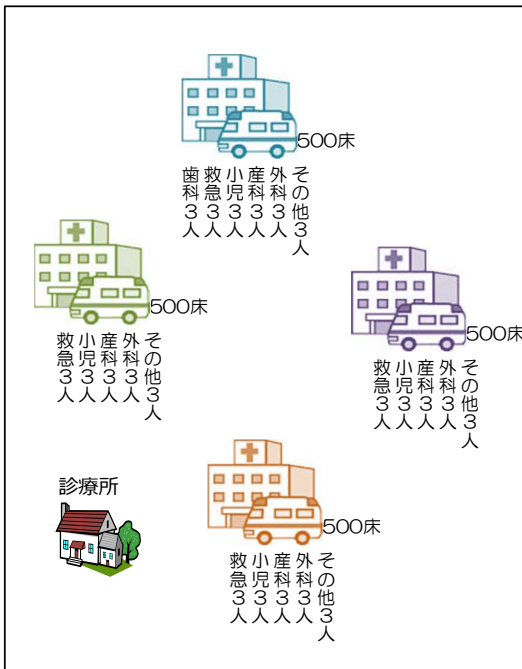 500床
その他3人
外科3人
産科3人
小児3人
救急3人
歯科3人
500床
その他3人
外科3人
産科3人
小児3人
救急3人
500床
その他3人
外科3人
産科3人
小児3人
救急3人
診療所
500床
その他3人
外科3人
産科3人
小児3人
救急3人